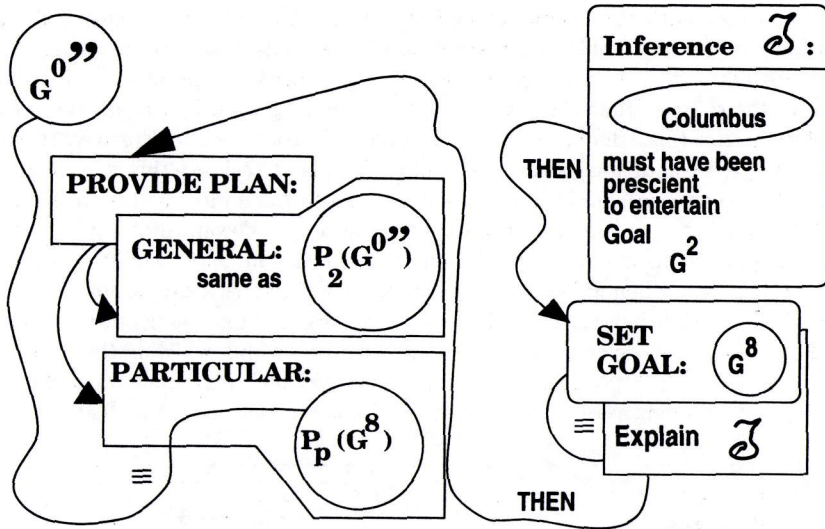 G0”
PROVIDE PLAN:
GENERAL:
same as
P2(G0”)
PARTICULAR:
Pp(G8)
≡
Inference ℑ :
Columbus
THEN
must have been
prescient
to entertain
Goal
G2
SET
GOAL: G8
≡
Explain ℑ
THEN